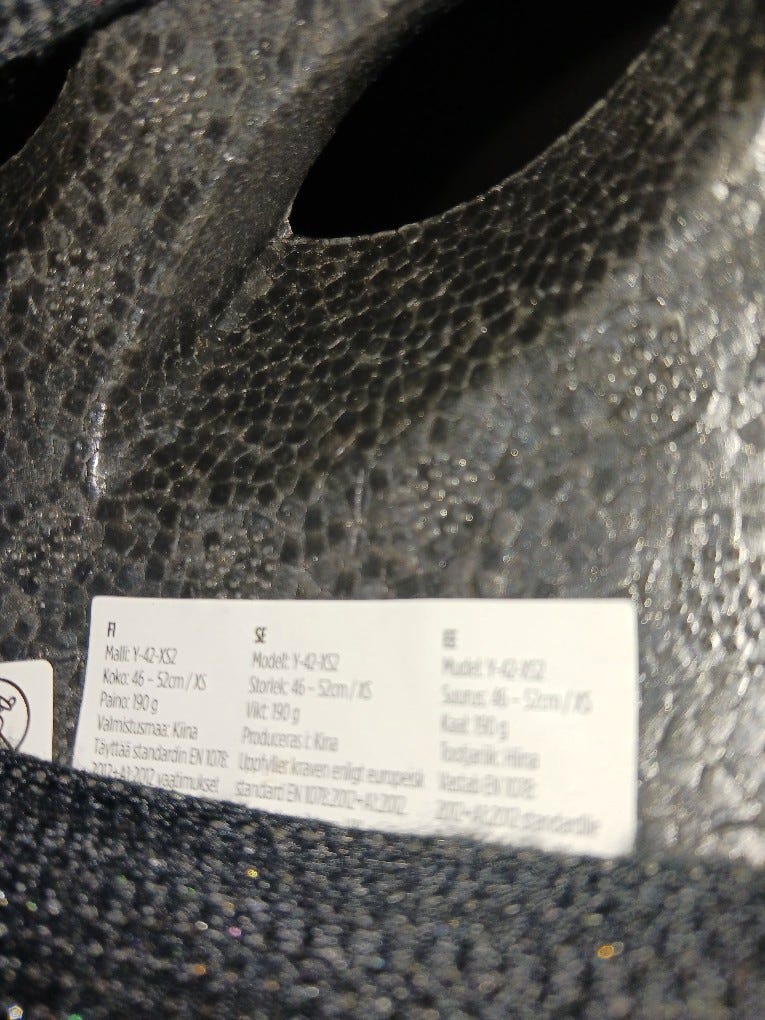 FI
Malli: Y-42-XS2
Koko: 46 – 52cm / XS
Paino: 190 g
Valmistusmaa: Kiina
Täyttää standardin EN 1078:
2012+A1:2012 vaatimukset
SE
Modell: Y-42-XS2
Storlek: 46 – 52cm / XS
Vikt: 190 g
Produceras i: Kina
Uppfyller kraven enligt europeisk
standard EN 1078:2012+A1:2012
EE
Mudel: Y-42-XS2
Suurus: 46 – 52cm / XS
Kaal: 190 g
Tootjariik: Hiina
Vastab EN 1078:
2012+A1:2012 standardile